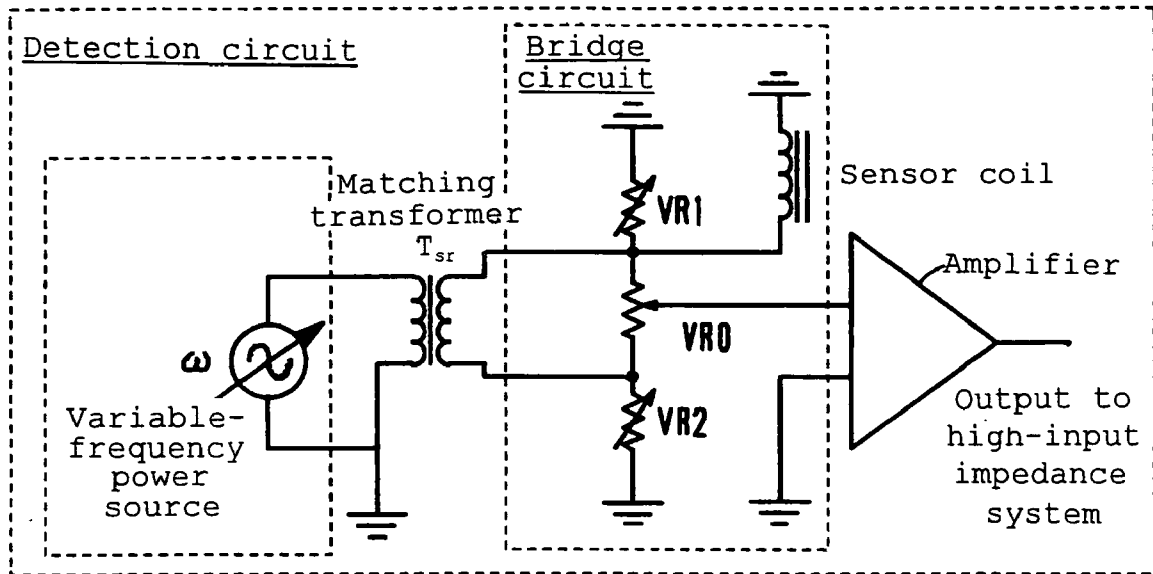 Detection circuit
Bridge
circuit
Matching
transformer
Tsr
Sensor coil
VR1
Amplifier
VR0
ω
Variable-
frequency
power
source
VR2
Output to
high-input
impedance
system